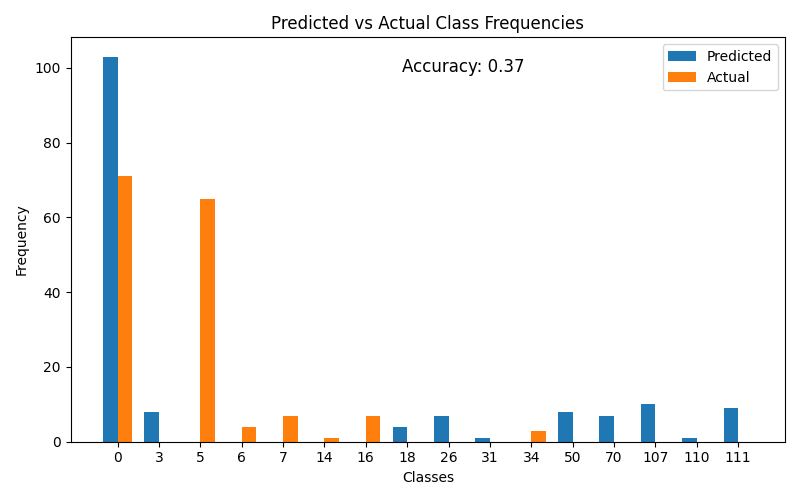 Predicted vs Actual Class Frequencies
Accuracy: 0.37
Predicted
Actual
Frequency
100
80
60
40
20
0
0 3 5 6 7 14 16 18 26 31 34 50 70 107 110 111
Classes